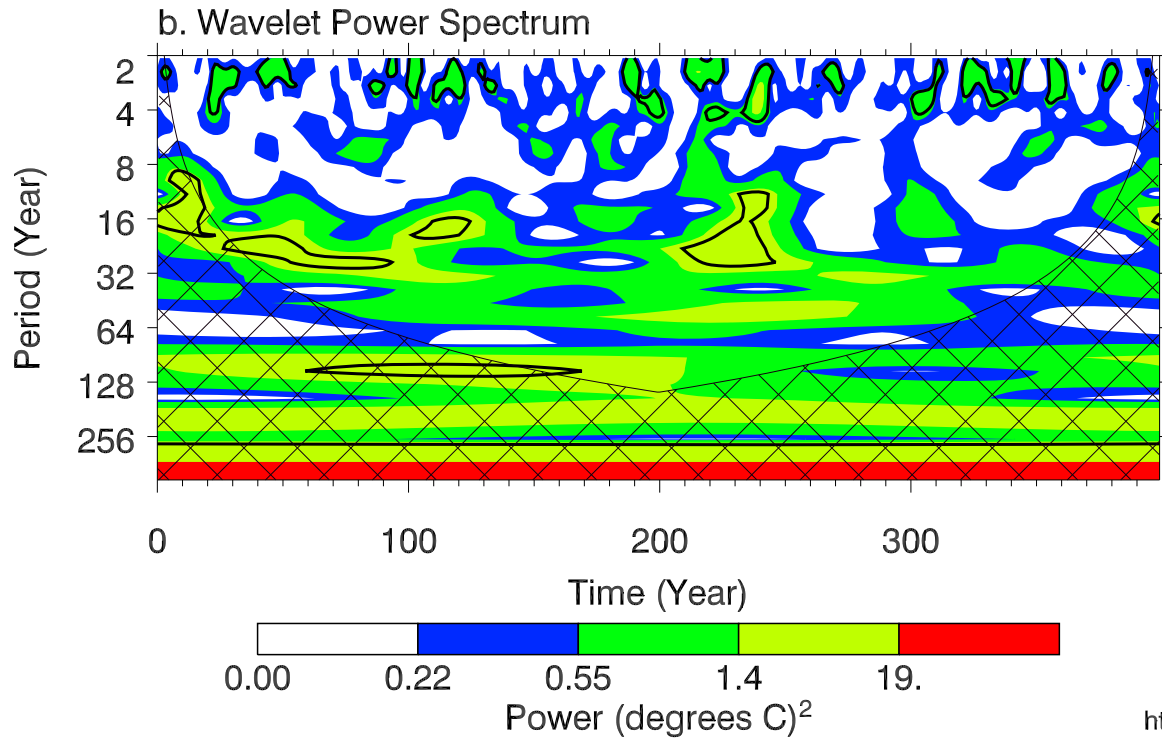 b. Wavelet Power Spectrum
2
4
8
16
32
64
128
256
Period (Year)
0 100 200 300
Time (Year)
0.00 0.22 0.55 1.4 19.
Power (degrees C)²
ht